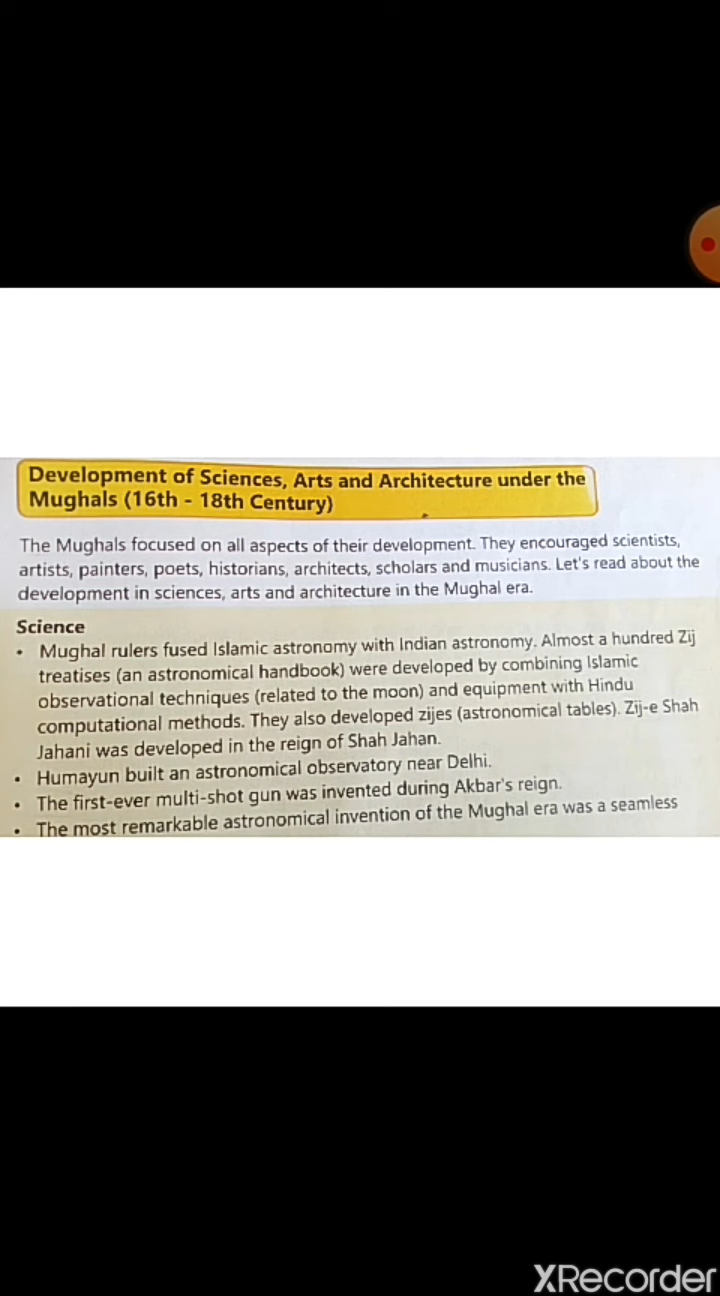 Development of Sciences, Arts and Architecture under the
Mughals (16th - 18th Century)
The Mughals focused on all aspects of their development. They encouraged scientists,
artists, painters, poets, historians, architects, scholars and musicians. Let's read about the
development in sciences, arts and architecture in the Mughal era.
Science
• Mughal rulers fused Islamic astronomy with Indian astronomy. Almost a hundred Zij
treatises (an astronomical handbook) were developed by combining Islamic
observational techniques (related to the moon) and equipment with Hindu
computational methods. They also developed zijes (astronomical tables). Zij-e Shah
Jahani was developed in the reign of Shah Jahan.
• Humayun built an astronomical observatory near Delhi.
• The first-ever multi-shot gun was invented during Akbar's reign.
• The most remarkable astronomical invention of the Mughal era was a seamless
XRecorder